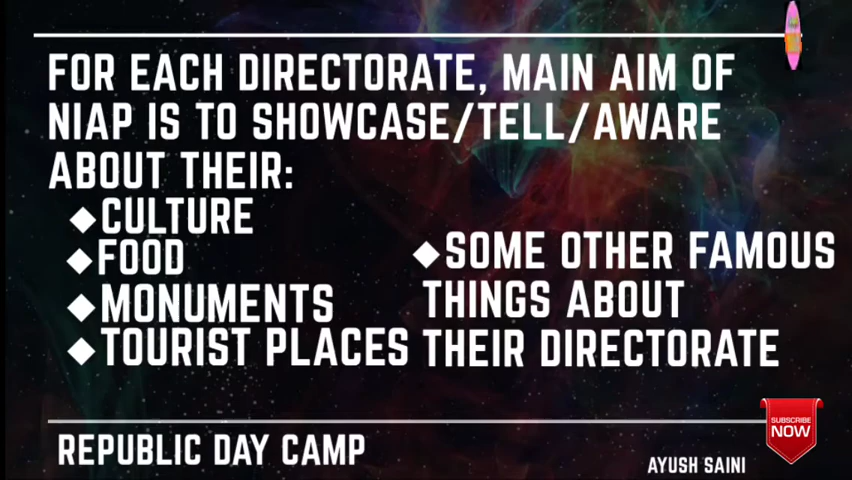 FOR EACH DIRECTORATE, MAIN AIM OF
NIAP IS TO SHOWCASE/TELL/AWARE
ABOUT THEIR:
◆CULTURE
◆FOOD
◆MONUMENTS
◆TOURIST PLACES
◆SOME OTHER FAMOUS
THINGS ABOUT
THEIR DIRECTORATE
REPUBLIC DAY CAMP
AYUSH SAINI
SUBSCRIBE
NOW